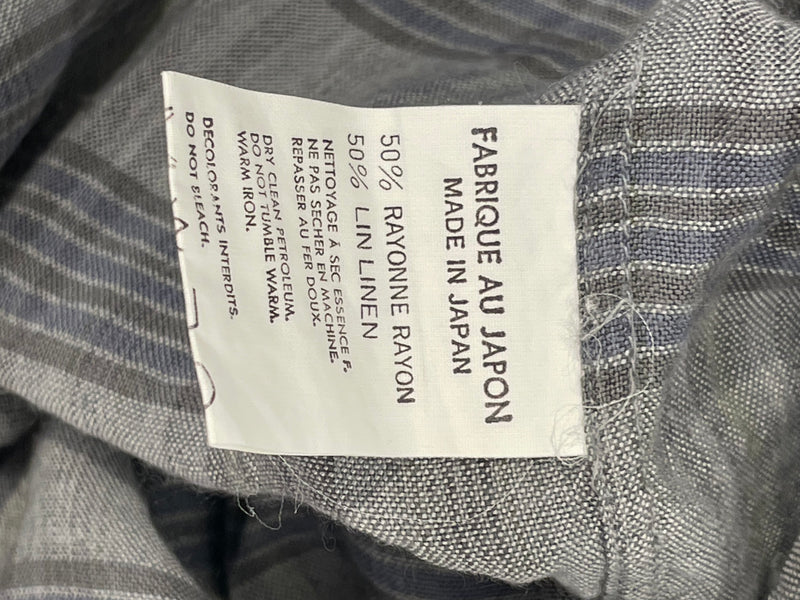 FABRIQUE AU JAPON
MADE IN JAPAN
50% RAYONNE RAYON
50% LIN LINEN
NETTOYAGE À SEC ESSENCE F.
NE PAS SECHER EN MACHINE.
REPASSER AU FER DOUX.
DRY CLEAN PETROLEUM.
DO NOT TUMBLE WARM.
WARM IRON.
DECOLORANTS INTERDITS.
DO NOT BLEACH.